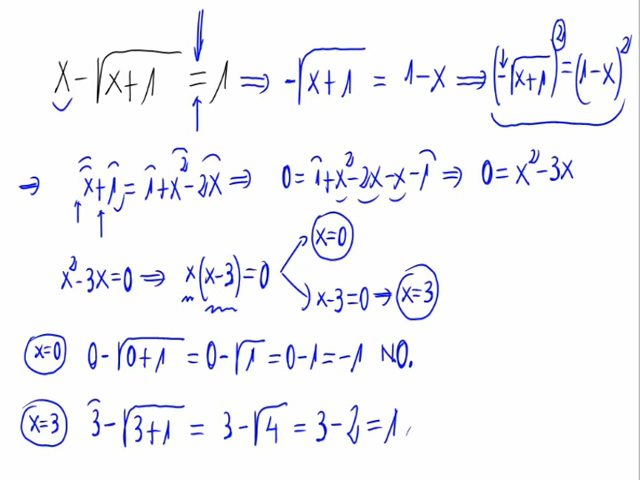 x - √(x+1) = 1 ⇒ -√(x+1) = 1 - x ⇒ (-√(x+1))² = (1-x)²
⇒ x + 1 = 1 + x² - 2x ⇒ 0 = 1 + x² - 2x - x - 1 ⇒ 0 = x² - 3x
x=0
x² - 3x = 0 ⇒ x(x-3) = 0
x-3=0 ⇒ x=3
x=0 0 - √(0+1) = 0 - √1 = 0 - 1 = -1 NO.
x=3 3 - √(3+1) = 3 - √4 = 3 - 2 = 1